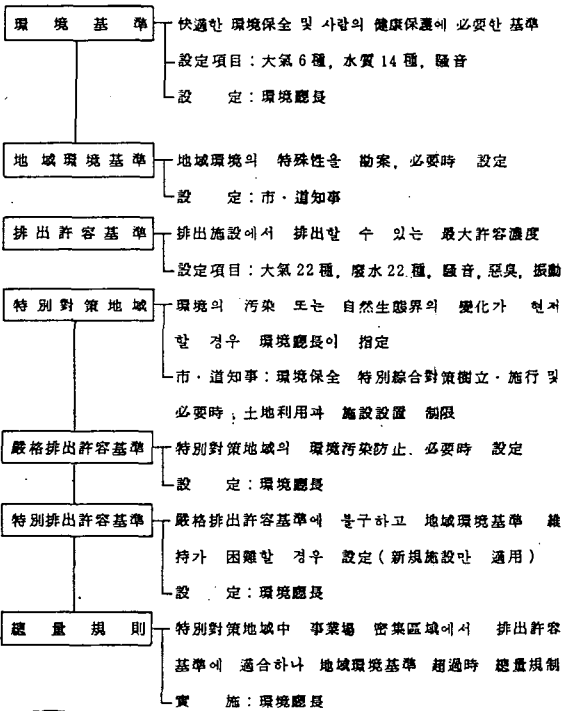 環境基準 快適한 環境保全 및 사람의 健康保護에 必要한 基準
設定項目 : 大氣 6 種, 水質 14 種, 騷音
設 定 : 環境廳長
地域環境基準 地域環境의 特殊性을 勘案, 必要時 設定
設 定 : 市 · 道知事
排出許容基準 排出施設에서 排出할 수 있는 最大許容濃度
設定項目 : 大氣 22 種, 廢水 22 種, 騷音, 惡臭, 振動
特別對策地域 環境의 汚染 또는 自然生態界의 變化가 현저
할 경우 環境廳長이 指定
市 · 道知事 : 環境保全 特別綜合對策樹立 · 施行 및
必要時, 土地利用과 施設設置 制限
嚴格排出許容基準 特別對策地域의 環境汚染防止, 必要時 設定
設 定 : 環境廳長
特別排出許容基準 嚴格排出許容基準에 불구하고 地域環境基準 維
持가 困難할 경우 設定 ( 新規施設만 適用 )
設 定 : 環境廳長
總量規則 特別對策地域中 事業場 密集區域에서 排出許容
基準에 適合하나 地域環境基準 超過時 總量規制
實 施 : 環境廳長